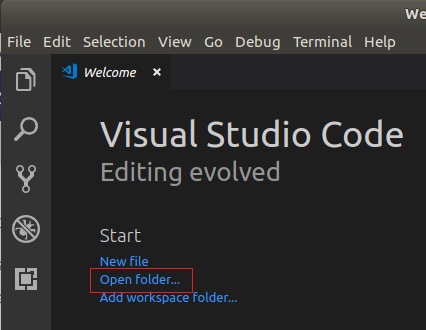 We
File Edit Selection View Go Debug Terminal Help
Welcome ×
Visual Studio Code
Editing evolved
Start
New file
Open folder...
Add workspace folder...